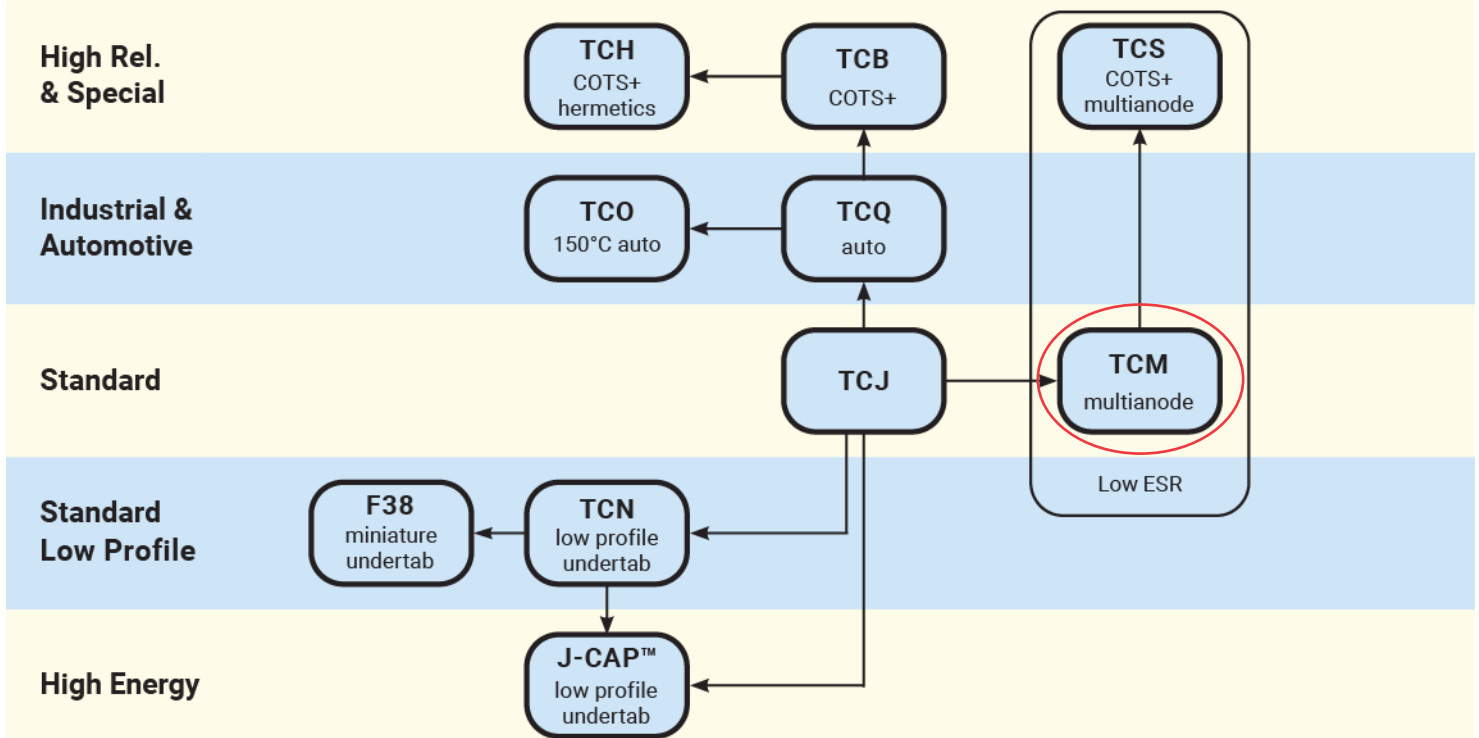 High Rel.
& Special
TCH
COTS+
hermetics
TCB
COTS+
TCS
COTS+
multianode
Industrial &
Automotive
TCO
150°C auto
TCQ
auto
Standard
TCJ
TCM
multianode
Low ESR
Standard
Low Profile
F38
miniature
undertab
TCN
low profile
undertab
High Energy
J-CAP™
low profile
undertab